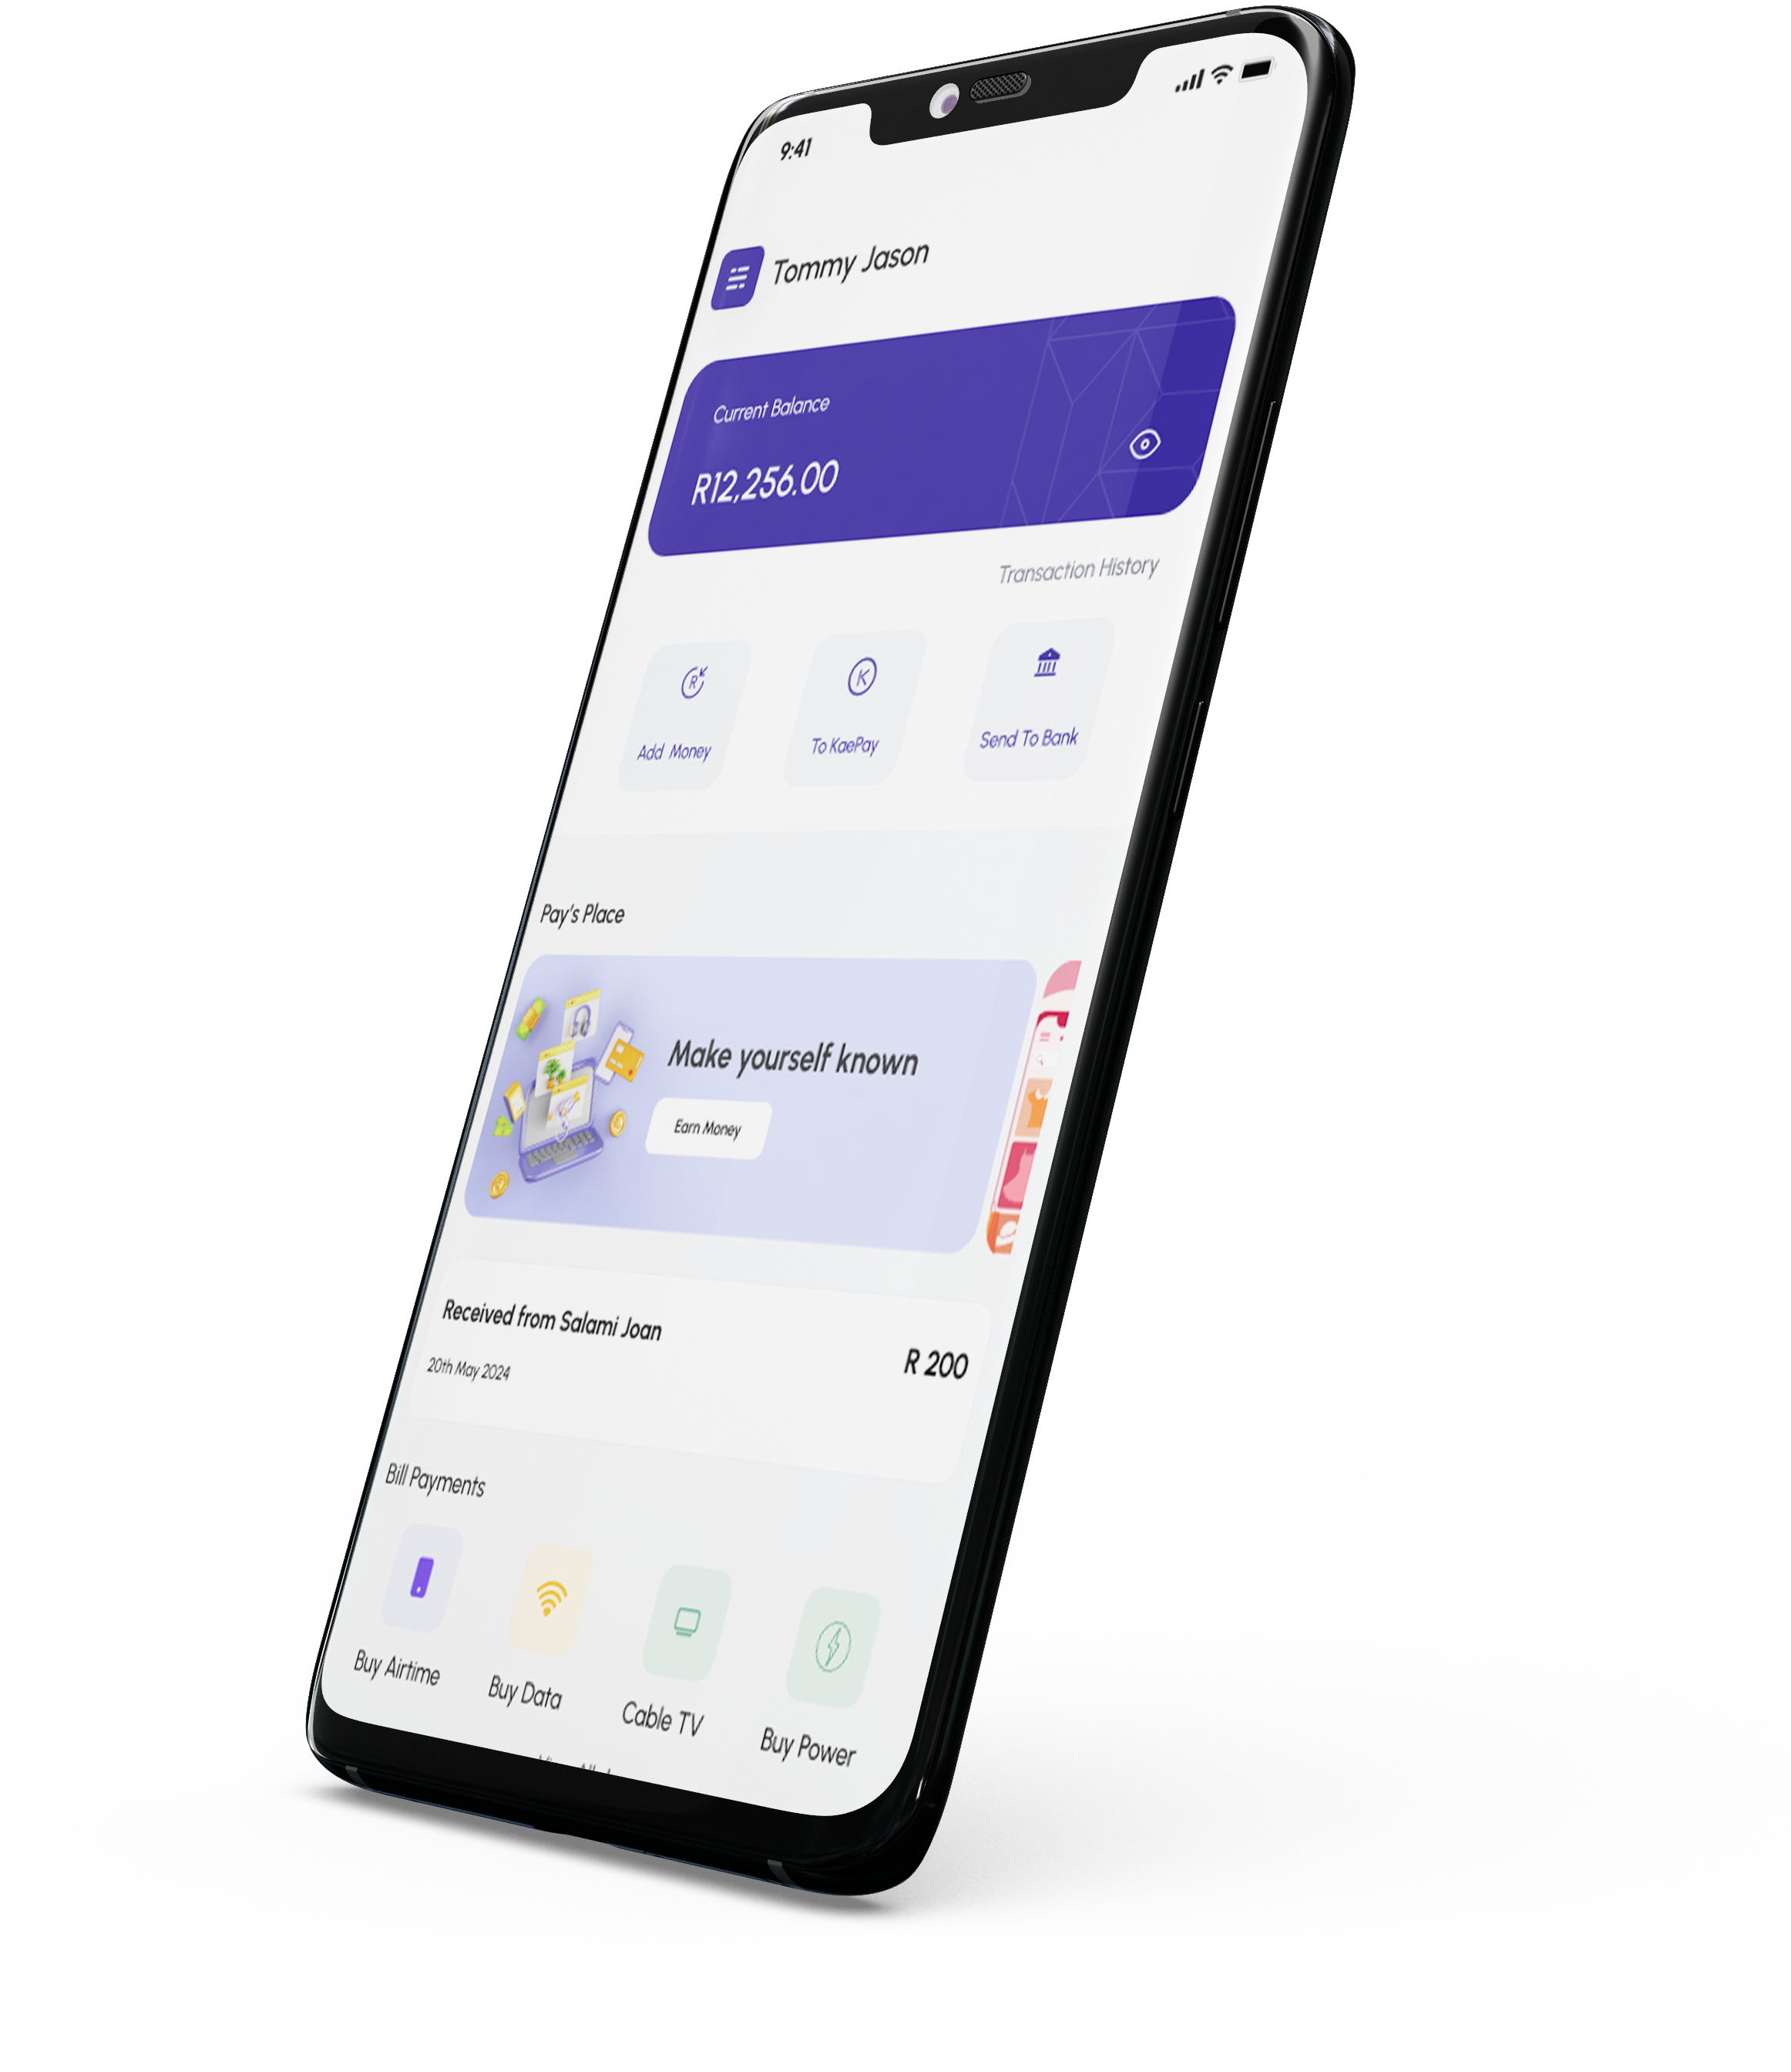 9:41
Tommy Jason
Current Balance
R12,256.00
Transaction History
Add Money
To KaePay
Send To Bank
Pay's Place
Make yourself known
Earn Money
Received from Salami Joan
20th May 2024
R 200
Bill Payments
Buy Airtime
Buy Data
Cable TV
Buy Power